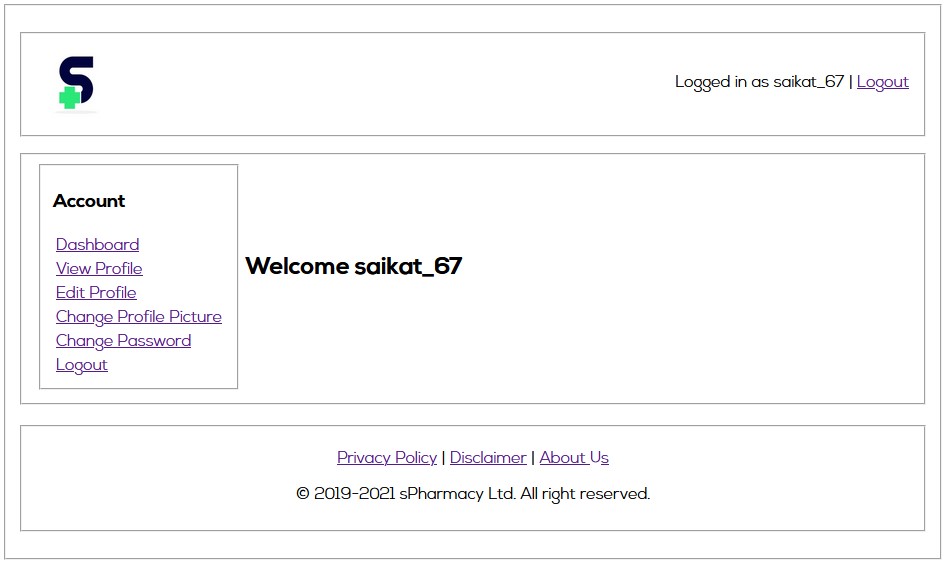 S
Logged in as saikat_67 | Logout
Account
Dashboard
View Profile
Edit Profile
Change Profile Picture
Change Password
Logout
Welcome saikat_67
Privacy Policy | Disclaimer | About Us
© 2019-2021 sPharmacy Ltd. All right reserved.